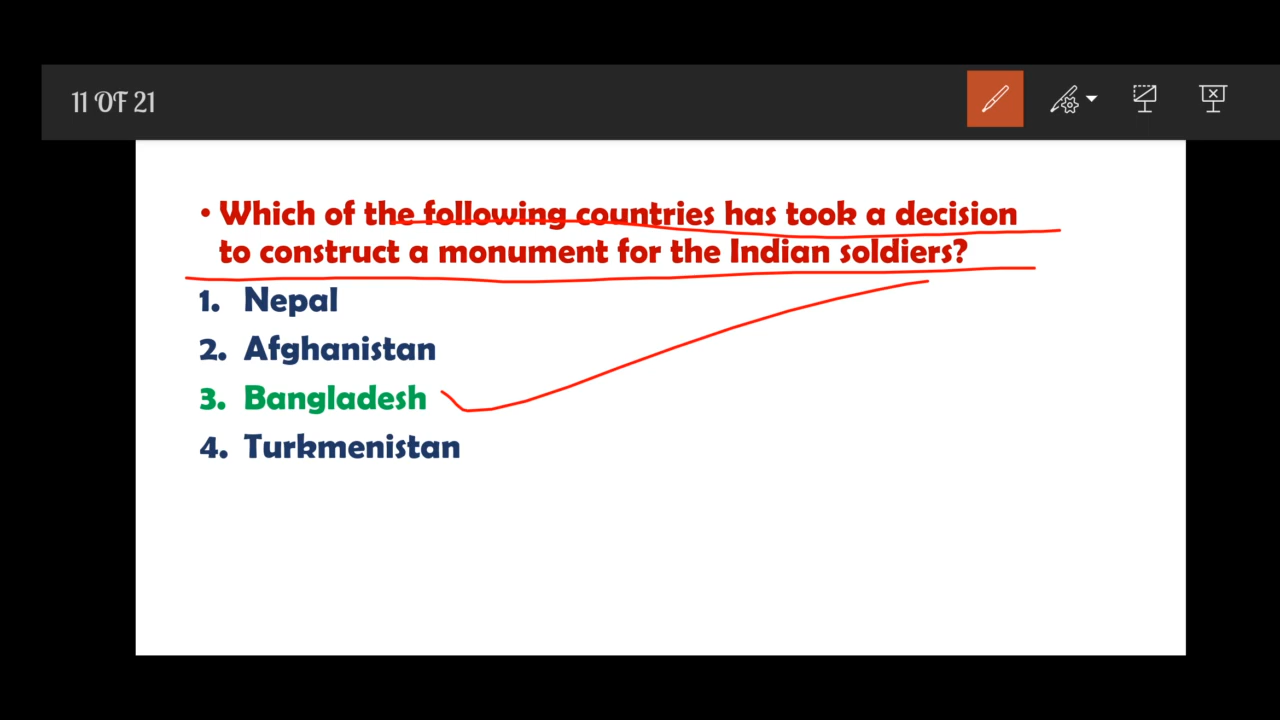 11 OF 21
• Which of the following countries has took a decision
to construct a monument for the Indian soldiers?
1. Nepal
2. Afghanistan
3. Bangladesh
4. Turkmenistan